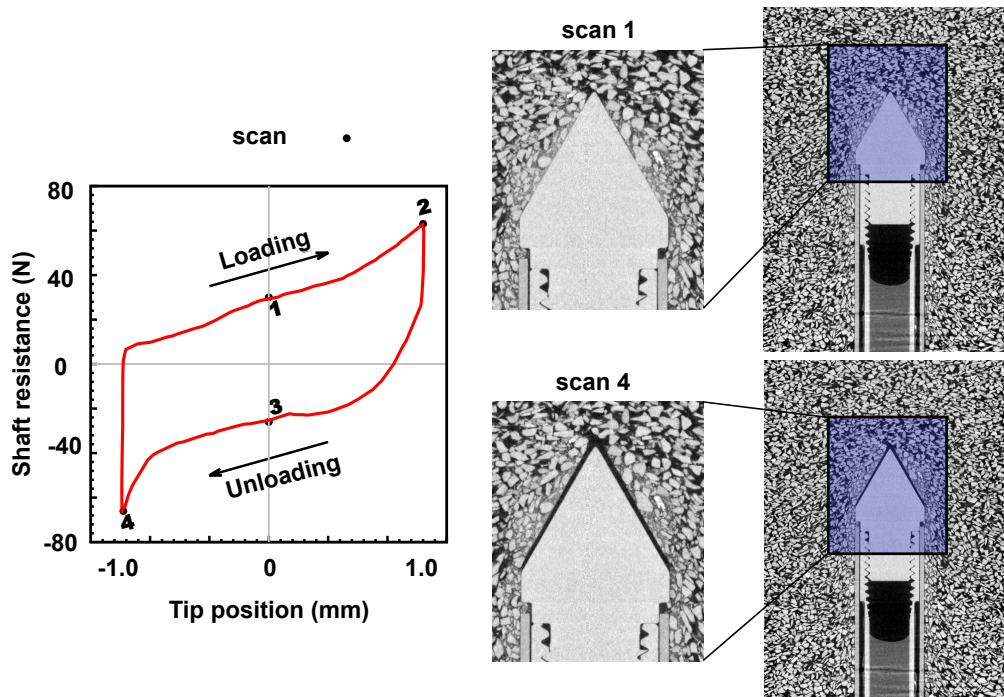 scan
80
40
0
-40
-80
Shaft resistance (N)
Loading
Unloading
1
2
3
4
-1.0
0
1.0
Tip position (mm)
scan 1
scan 4